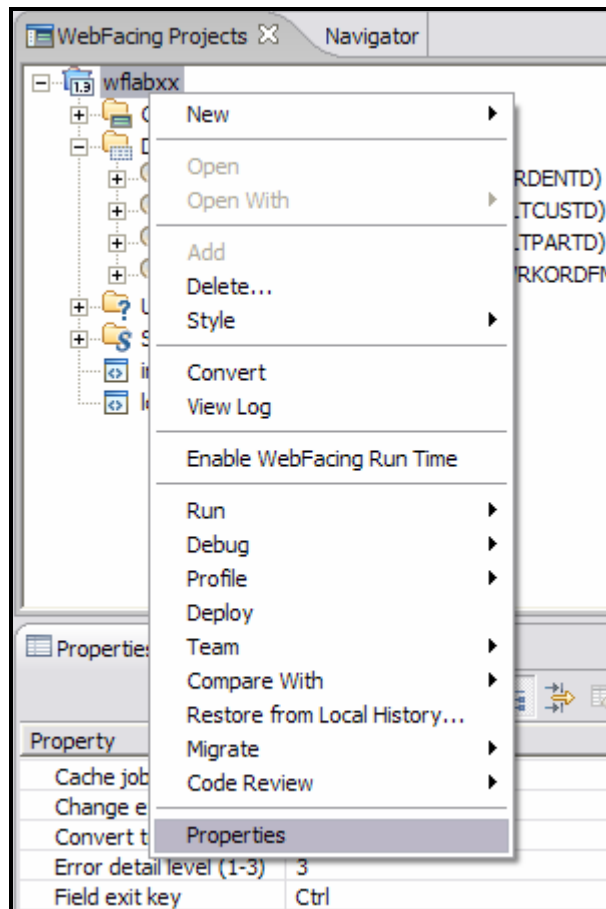 WebFacing Projects
Navigator
1.3 wflabxx
New
Open
RDENTD)
Open With
TCUSTD)
Add
TPARTD)
Delete...
RKORDFM
Style
Convert
View Log
Enable WebFacing Run Time
Run
Debug
Profile
Deploy
Team
Properties
Compare With
Restore from Local History...
Property
Migrate
Cache job
Code Review
Change e
Convert t
Properties
Error detail level (1-3) 3
Field exit key Ctrl